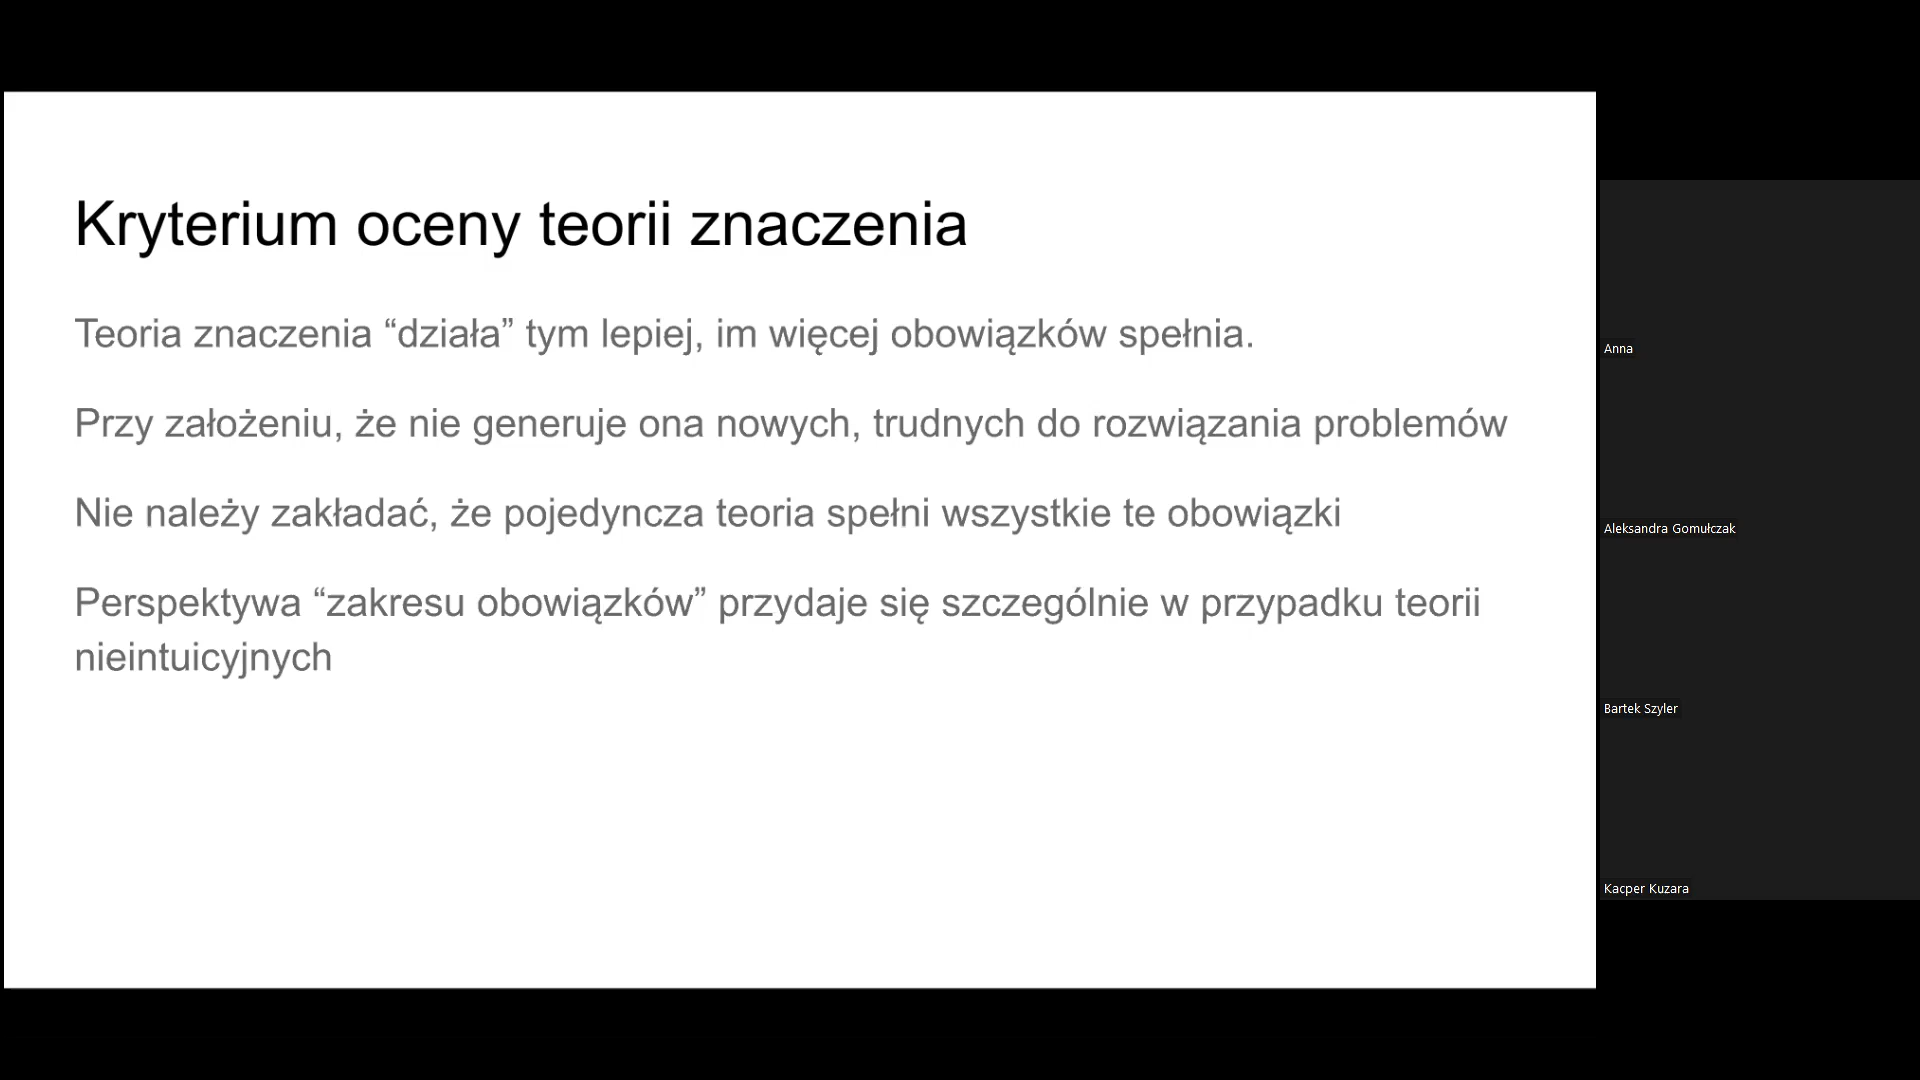 Kryterium oceny teorii znaczenia
Teoria znaczenia “działa” tym lepiej, im więcej obowiązków spełnia.
Przy założeniu, że nie generuje ona nowych, trudnych do rozwiązania problemów
Nie należy zakładać, że pojedyncza teoria spełni wszystkie te obowiązki
Perspektywa “zakresu obowiązków” przydaje się szczególnie w przypadku teorii
nieintuicyjnych
Anna
Aleksandra Gomułczak
Bartek Szyler
Kacper Kuzara